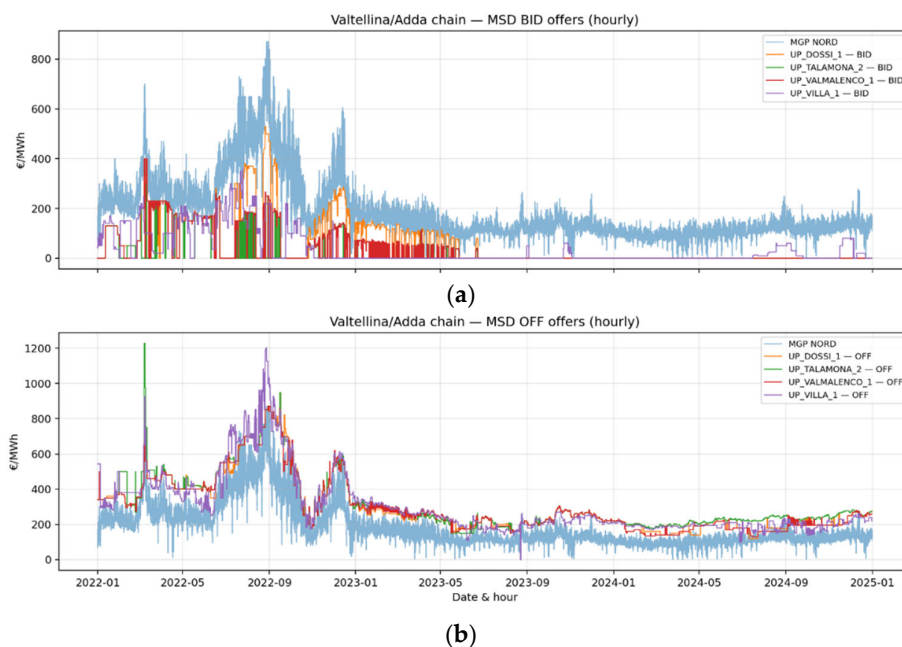 Valtellina/Adda chain — MSD BID offers (hourly)
MGP NORD
UP_DOSSI_1 — BID
UP_TALAMONA_2 — BID
UP_VALMALENCO_1 — BID
UP_VILLA_1 — BID
€/MWh
800
600
400
200
0
(a)
Valtellina/Adda chain — MSD OFF offers (hourly)
MGP NORD
UP_DOSSI_1 — OFF
UP_TALAMONA_2 — OFF
UP_VALMALENCO_1 — OFF
UP_VILLA_1 — OFF
€/MWh
1200
1000
800
600
400
200
0
2022-01 2022-05 2022-09 2023-01 2023-05 2023-09 2024-01 2024-05 2024-09 2025-01
Date & hour
(b)